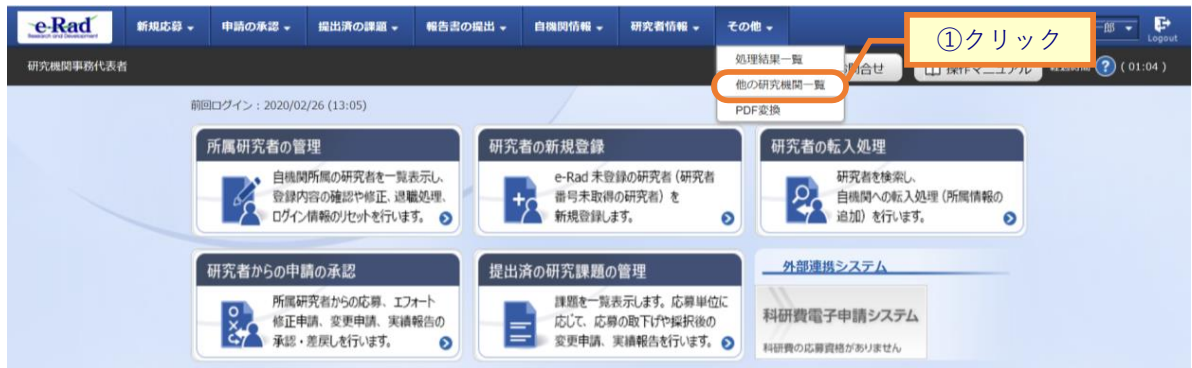 e-Rad
Research and Development
新規応募
申請の承認
提出済の課題
報告書の提出
自機関情報
研究者情報
その他
①クリック
一郎
Logout
研究機関事務代表者
処理結果一覧
他の研究機関一覧
PDF変換
問合せ
操作マニュアル
(01:04)
前回ログイン:2020/02/26 (13:05)
所属研究者の管理
自機関所属の研究者を一覧表示し、
登録内容の確認や修正、退職処理、
ログイン情報のリセットを行います。
研究者の新規登録
e-Rad 未登録の研究者(研究者
番号未取得の研究者)を
新規登録します。
研究者の転入処理
研究者を検索し、
自機関への転入処理(所属情報の
追加)を行います。
研究者からの申請の承認
所属研究者からの応募、エフォート
修正申請、変更申請、実績報告の
承認・差戻しを行います。
提出済の研究課題の管理
課題を一覧表示します。応募単位に
応じて、応募の取下げや採択後の
変更申請、実績報告を行います。
外部連携システム
科研費電子申請システム
科研費の応募資格がありません